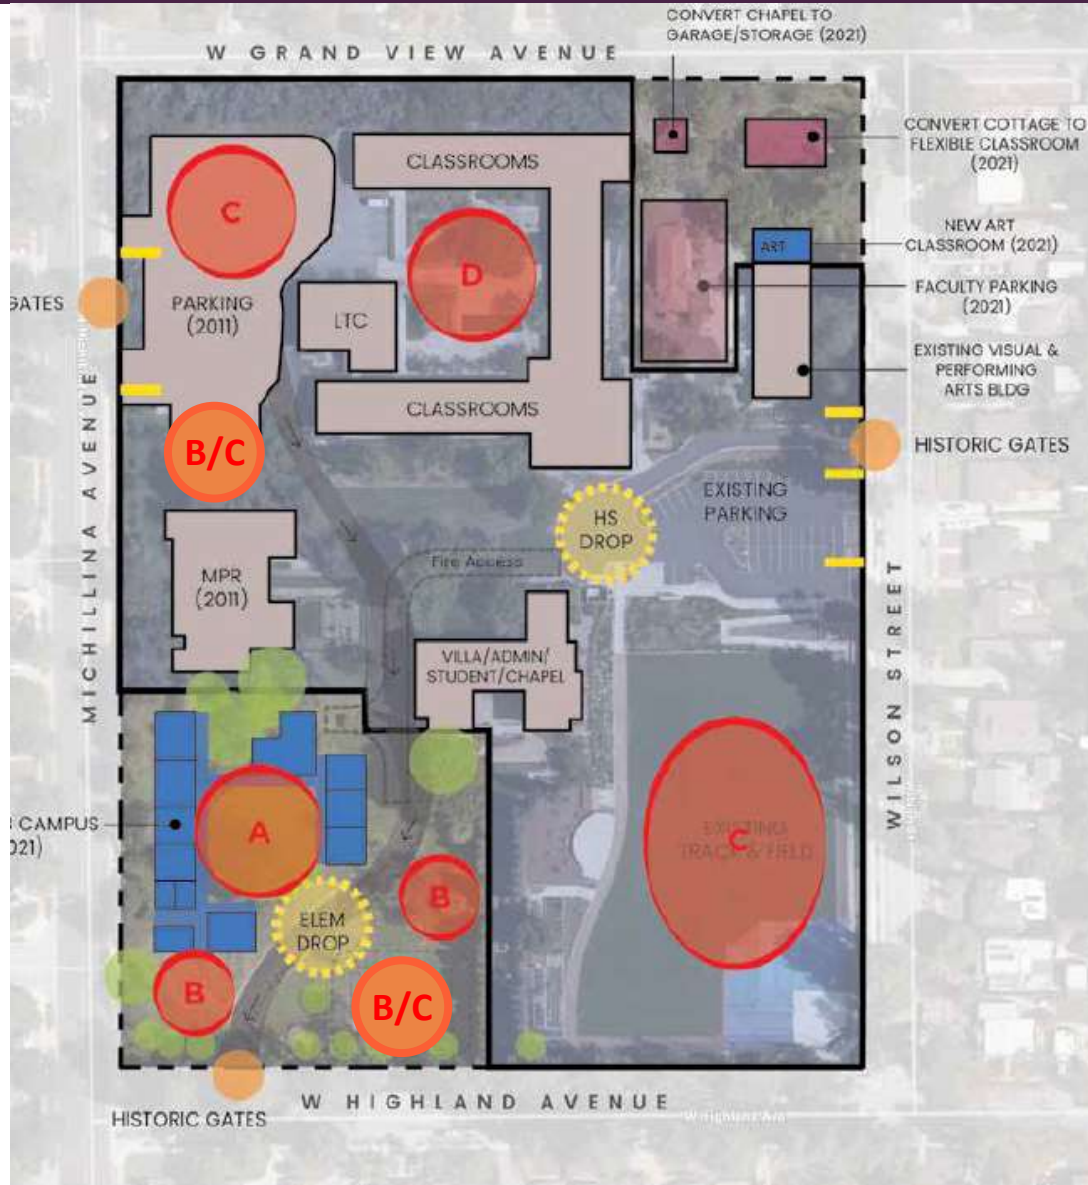 CONVERT CHAPEL TO
GARAGE/STORAGE (2021)
W GRAND VIEW AVENUE
CLASSROOMS
CONVERT COTTAGE TO
FLEXIBLE CLASSROOM
(2021)
C
D
NEW ART
CLASSROOM (2021)
ART
GATES
PARKING
(2011)
LTC
FACULTY PARKING
(2021)
EXISTING VISUAL &
PERFORMING
ARTS BLDG
CLASSROOMS
B/C
HISTORIC GATES
EXISTING
PARKING
HS
DROP
Fire Access
MPR
(2011)
MICHILLINA AVENUE
WILSON STREET
VILLA/ADMIN/
STUDENT/CHAPEL
CAMPUS
021)
A
EXISTING
TRACK & FIELD
C
B
ELEM
DROP
B
B/C
W HIGHLAND AVENUE
HISTORIC GATES
W Highland Ave